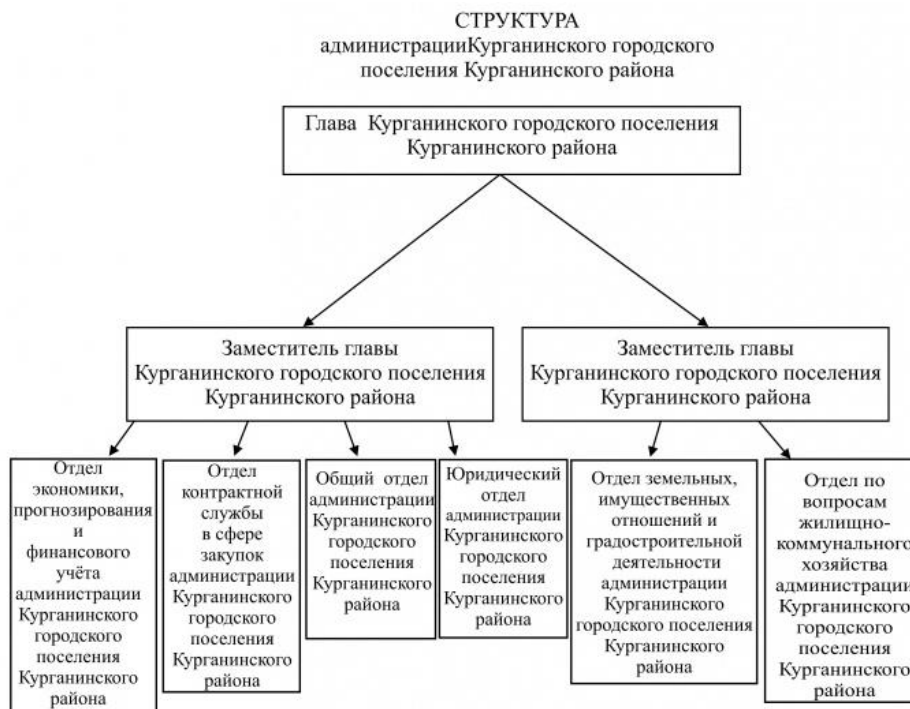 СТРУКТУРА
администрацииКурганинского городского
поселения Курганинского района
Глава Курганинского городского поселения
Курганинского района
Заместитель главы
Курганинского городского поселения
Курганинского района
Заместитель главы
Курганинского городского поселения
Курганинского района
Отдел
экономики,
прогнозирования
и
финансового
учёта
администрации
Курганинского
городского
поселения
Курганинского
района
Отдел
контрактной
службы
в сфере
закупок
администрации
Курганинского
городского
поселения
Курганинского
района
Общий отдел
администрации
Курганинского
городского
поселения
Курганинского
района
Юридический
отдел
администрации
Курганинского
городского
поселения
Курганинского
района
Отдел земельных,
имущественных
отношений и
градостроительной
деятельности
администрации
Курганинского
городского поселения
Курганинского
района
Отдел по
вопросам
жилищно-
коммунального
хозяйства
администрации
Курганинского
городского
поселения
Курганинского
района